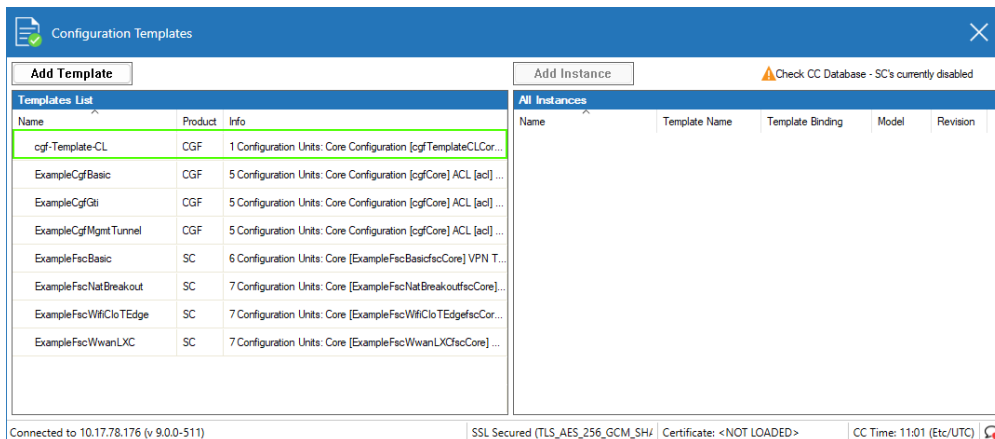 Configuration Templates
Add Template
Add Instance
Check CC Database - SC's currently disabled
Templates List
All Instances
Name Product Info
Name Template Name Template Binding Model Revision
cgf-Template-CL CGF 1 Configuration Units: Core Configuration [cgfTemplateCLCor...
ExampleCgfBasic CGF 5 Configuration Units: Core Configuration [cgfCore] ACL [acl] ...
ExampleCgfGti CGF 5 Configuration Units: Core Configuration [cgfCore] ACL [acl] ...
ExampleCgfMgmtTunnel CGF 5 Configuration Units: Core Configuration [cgfCore] ACL [acl] ...
ExampleFscBasic SC 6 Configuration Units: Core [ExampleFscBasicfscCore] VPN T...
ExampleFscNatBreakout SC 7 Configuration Units: Core [ExampleFscNatBreakoutfscCore]...
ExampleFscWifiCIoTEdge SC 7 Configuration Units: Core [ExampleFscWifiCIoTEdgefscCor...
ExampleFscWwanLXC SC 7 Configuration Units: Core [ExampleFscWwanLXCfscCore] ...
Connected to 10.17.78.176 (v 9.0.0-511) SSL Secured (TLS_AES_256_GCM_SHA Certificate: <NOT LOADED> CC Time: 11:01 (Etc/UTC)